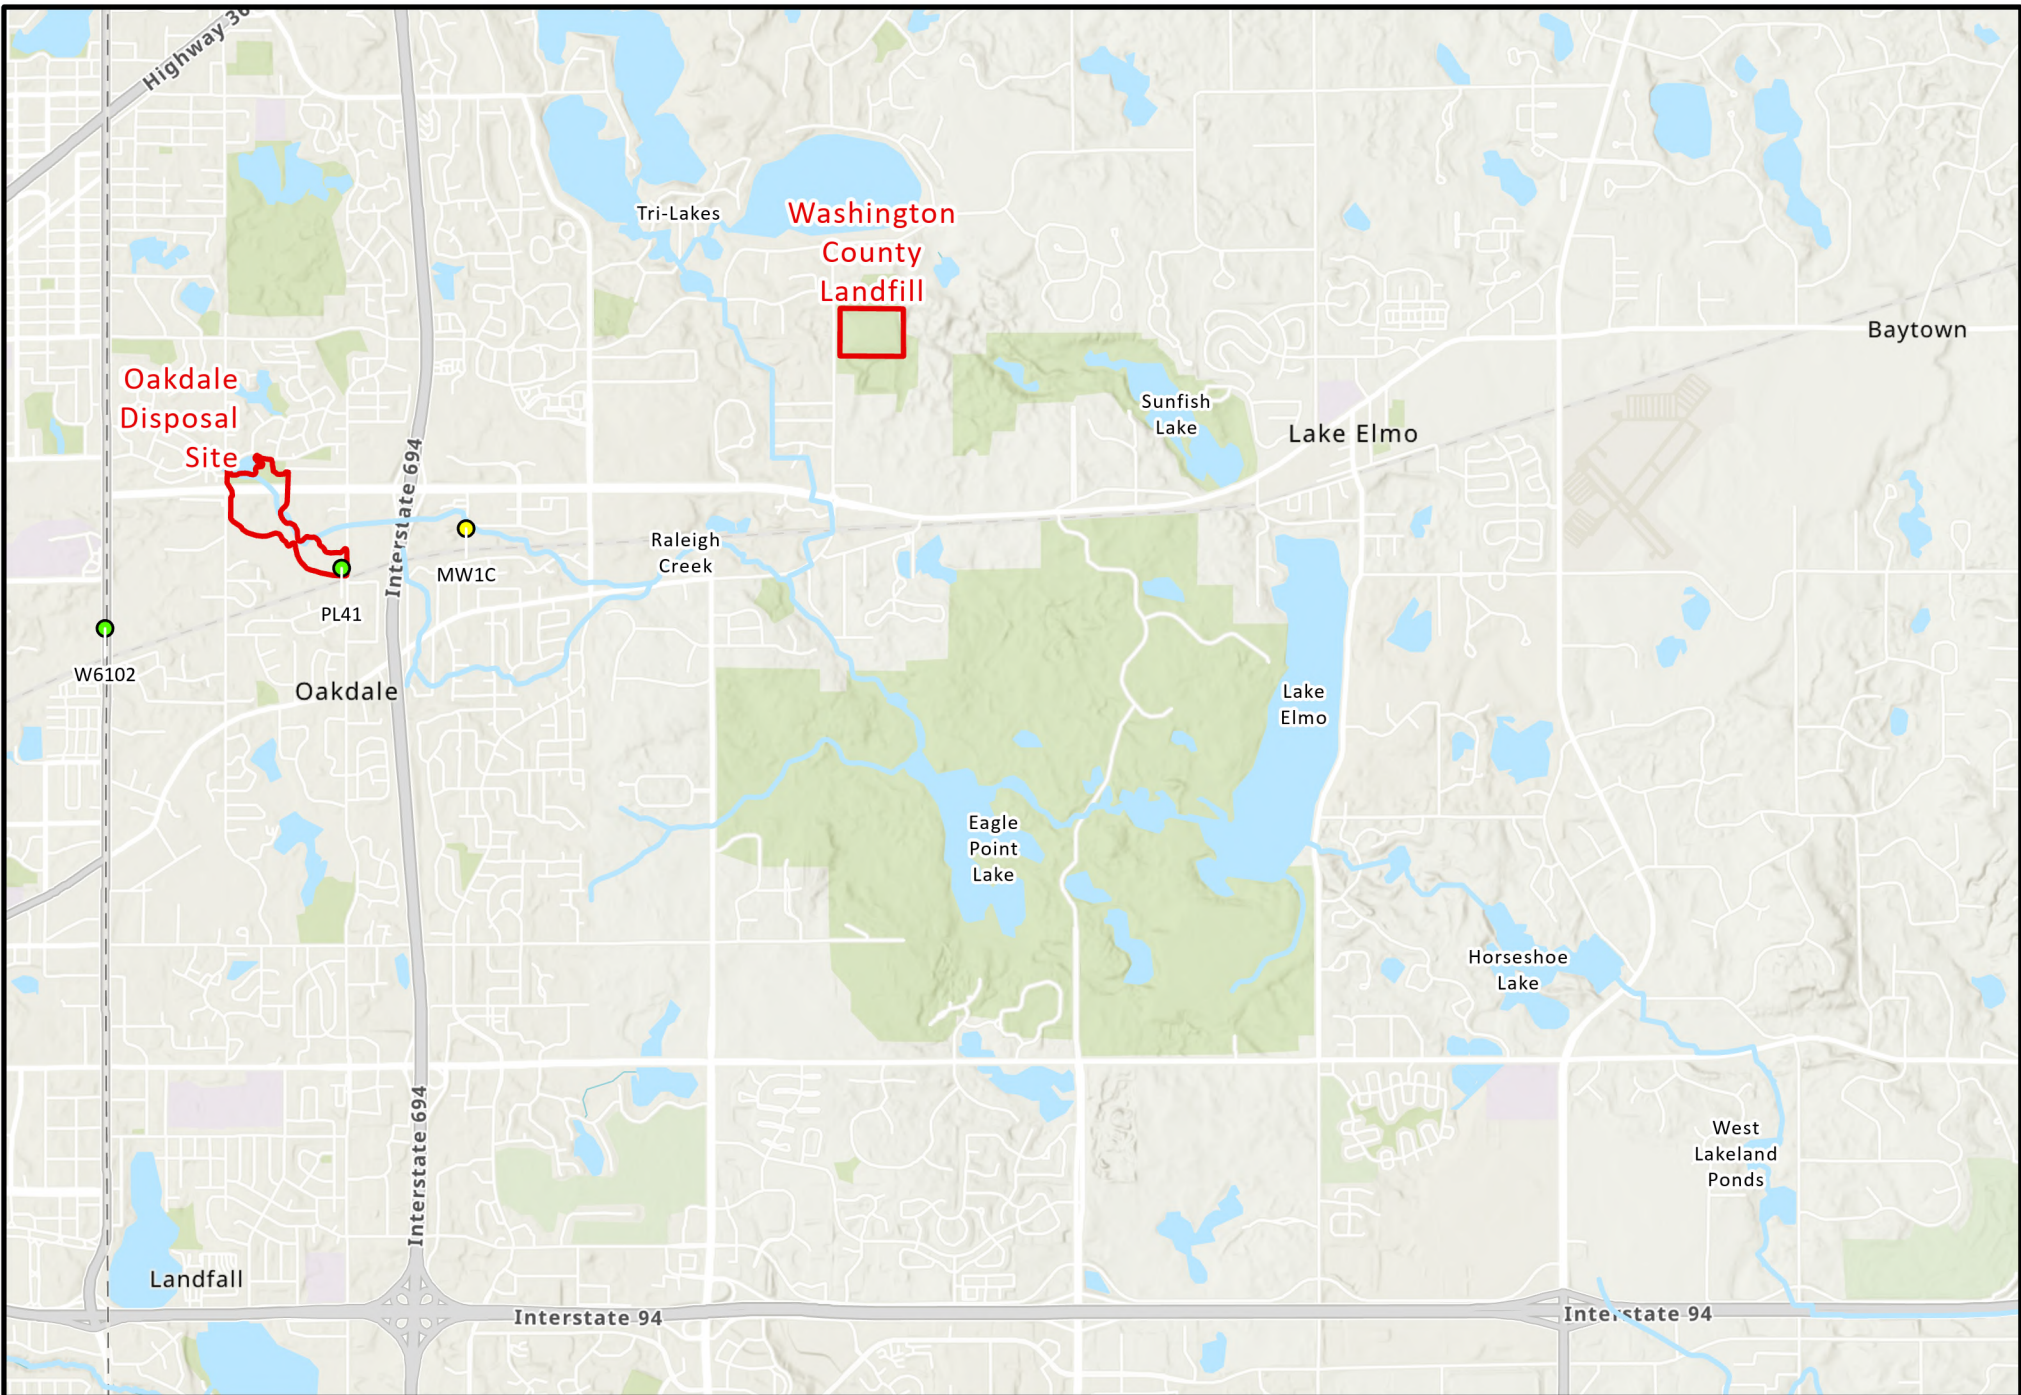 Highway 36
Tri-Lakes
Washington
County
Landfill
Baytown
Oakdale
Disposal
Site
Sunfish
Lake
Lake Elmo
Interstate 694
Raleigh
Creek
MW1C
PL41
W6102
Oakdale
Lake
Elmo
Eagle
Point
Lake
Horseshoe
Lake
Interstate 694
West
Lakeland
Ponds
Landfall
Interstate 94
Interstate 94